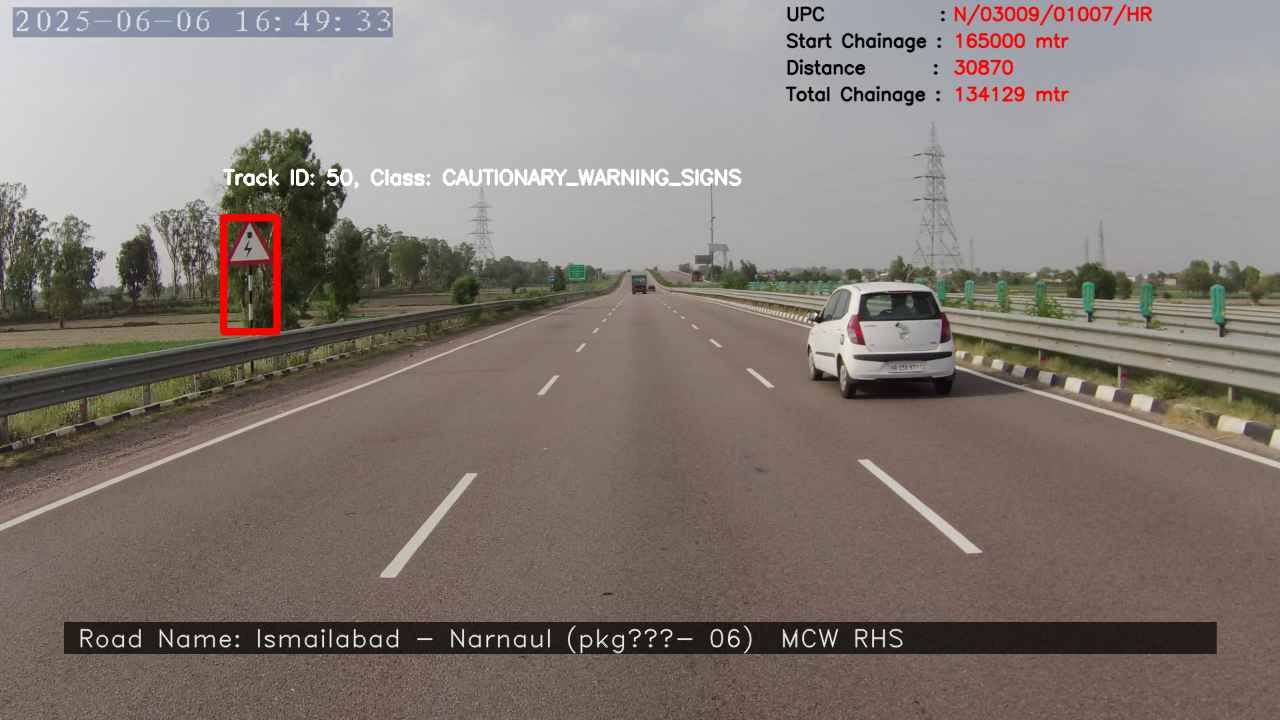 2025-06-06 16:49:33
UPC : N/03009/01007/HR
Start Chainage : 165000 mtr
Distance : 30870
Total Chainage : 134129 mtr
Track ID: 50, Class: CAUTIONARY_WARNING_SIGNS
Road Name: Ismailabad - Narnaul (pkg???- 06) MCW RHS